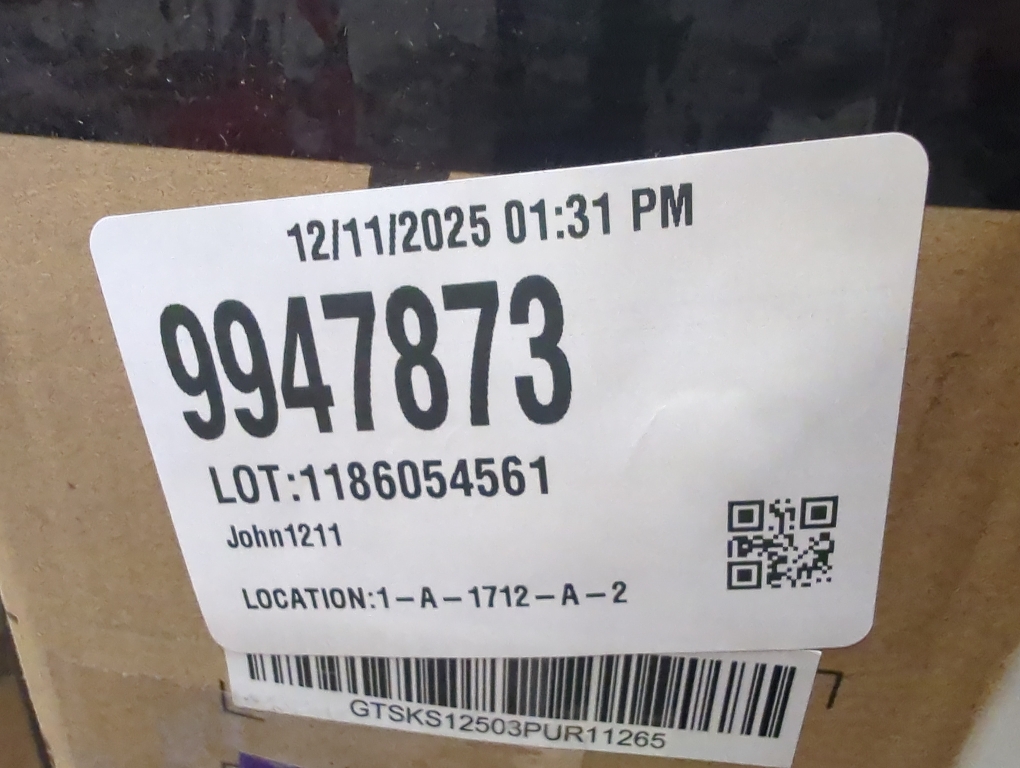 12/11/2025 01:31 PM
9947873
LOT:1186054561
John1211
LOCATION:1-A-1712-A-2
GTSKS12503PUR11265